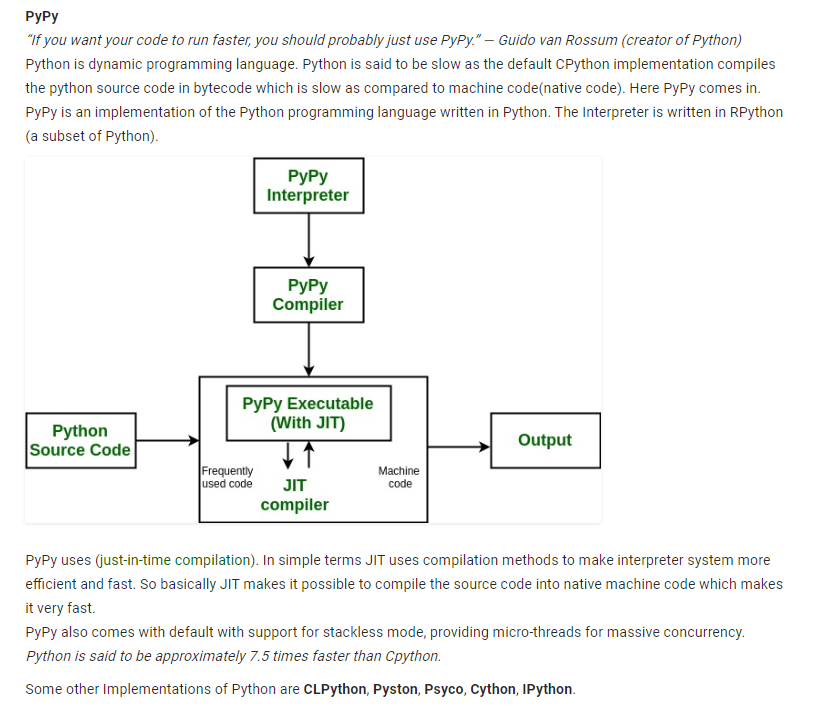 PyPy
“If you want your code to run faster, you should probably just use PyPy.” — Guido van Rossum (creator of Python)
Python is dynamic programming language. Python is said to be slow as the default CPython implementation compiles
the python source code in bytecode which is slow as compared to machine code(native code). Here PyPy comes in.
PyPy is an implementation of the Python programming language written in Python. The Interpreter is written in RPython
(a subset of Python).
PyPy
Interpreter
PyPy
Compiler
PyPy Executable
(With JIT)
Python
Source Code
Output
Frequently
used code
JIT
compiler
Machine
code
PyPy uses (just-in-time compilation). In simple terms JIT uses compilation methods to make interpreter system more
efficient and fast. So basically JIT makes it possible to compile the source code into native machine code which makes
it very fast.
PyPy also comes with default with support for stackless mode, providing micro-threads for massive concurrency.
Python is said to be approximately 7.5 times faster than Cpython.
Some other Implementations of Python are CLPython, Pyston, Psyco, Cython, IPython.